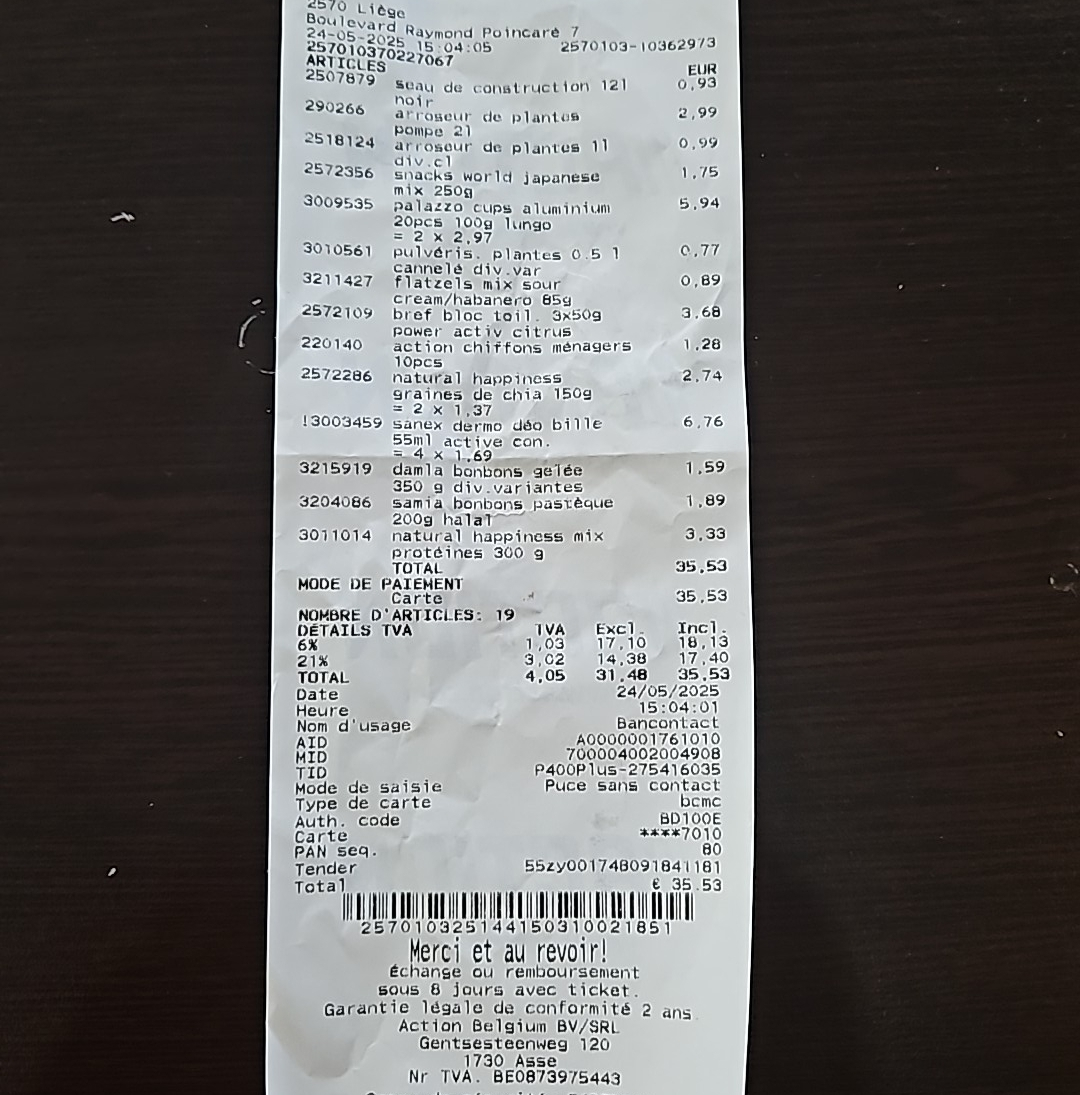 2570 Liège
Boulevard Raymond Poincaré 7
24-05-2025 15:04:05 2570103-10362973
257010370227067
ARTICLES EUR
2507879 seau de construction 12l 0,93
noir
290266 arroseur de plantes 2,99
pompe 2l
2518124 arroseur de plantes 1l 0,99
div.cl
2572356 snacks world japanese 1,75
mix 250g
3009535 palazzo cups aluminium 5,94
20pcs 100g lungo
= 2 x 2,97
3010561 pulvéris. plantes 0.5 l 0,77
cannelé div.var
3211427 flatzels mix sour 0,89
cream/habanero 85g
2572109 bref bloc toil. 3x50g 3,68
power activ citrus
220140 action chiffons ménagers 1,28
10pcs
2572286 natural happiness 2,74
graines de chia 150g
= 2 x 1,37
!3003459 sanex dermo déo bille 6,76
55ml active con.
= 4 x 1,69
3215919 damla bonbons gelée 1,59
350 g div.variantes
3204086 samia bonbons pastèque 1,89
200g halal
3011014 natural happiness mix 3,33
protéines 300 g
TOTAL 35,53
MODE DE PAIEMENT
Carte 35,53
NOMBRE D'ARTICLES: 19
DÉTAILS TVA TVA Excl. Incl.
6% 1,03 17,10 18,13
21% 3,02 14,38 17,40
TOTAL 4,05 31,48 35,53
Date 24/05/2025
Heure 15:04:01
Nom d'usage Bancontact
AID A0000001761010
MID 700004002004908
TID P400Plus-275416035
Mode de saisie Puce sans contact
Type de carte bcmc
Auth. code BD100E
Carte ****7010
PAN seq. 80
Tender 55zy001748091841181
Total € 35.53
257010325144150310021851
Merci et au revoir!
Échange ou remboursement
sous 8 jours avec ticket.
Garantie légale de conformité 2 ans.
Action Belgium BV/SRL
Gentsesteenweg 120
1730 Asse
Nr TVA. BE0873975443